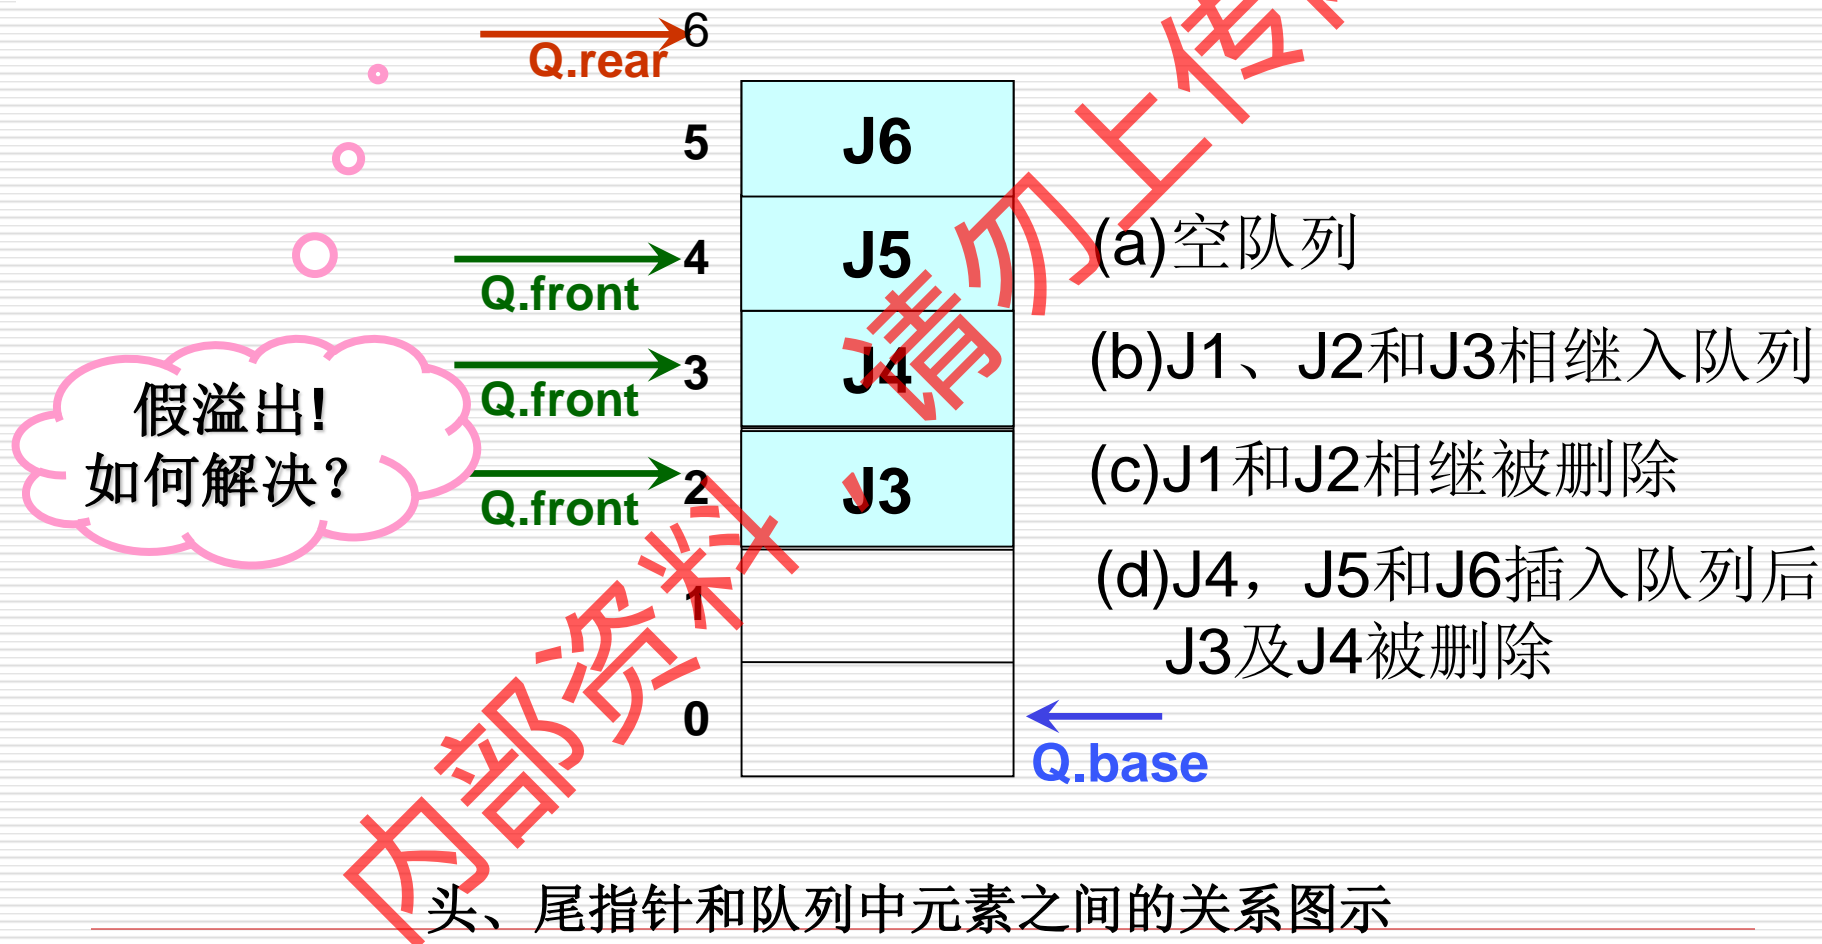 6
Q.rear
5
J6
4
J5
Q.front
(a)空队列
3
J4
Q.front
(b)J1、J2和J3相继入队列
假溢出!
如何解决？
2
J3
Q.front
(c)J1和J2相继被删除
1
(d)J4，J5和J6插入队列后
J3及J4被删除
0
Q.base
头、尾指针和队列中元素之间的关系图示
内部资料，请勿上传